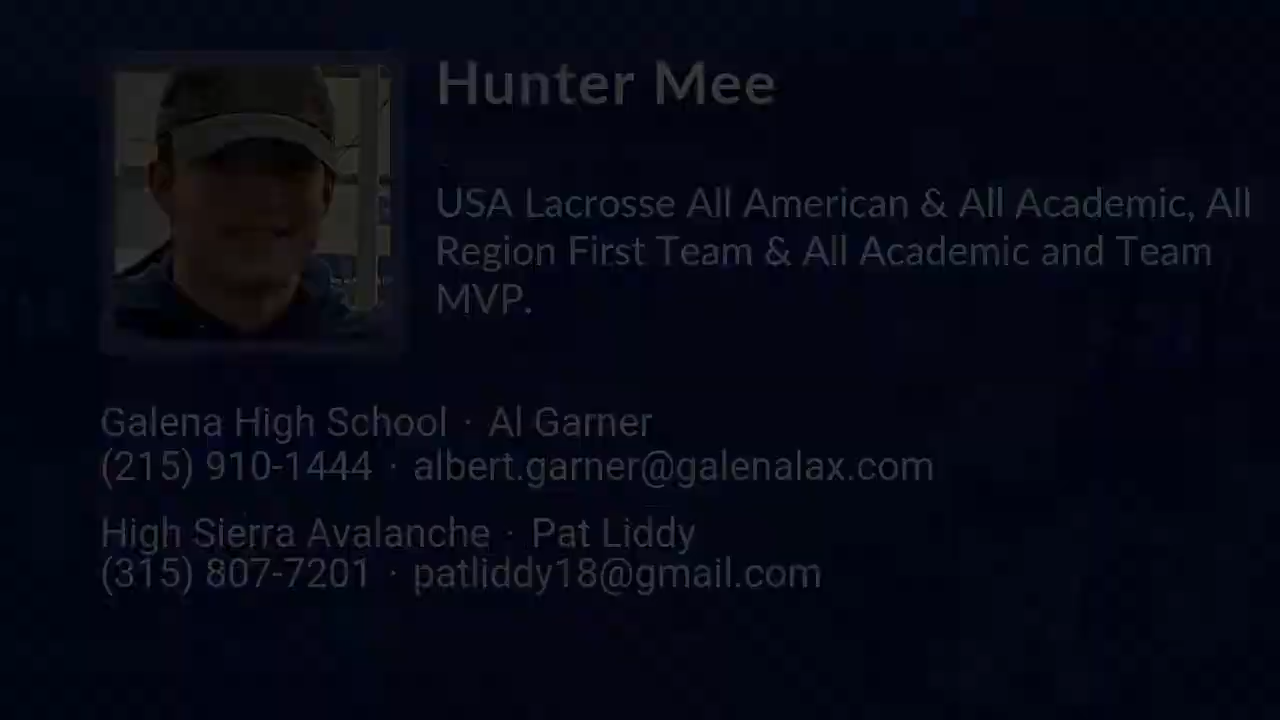 Hunter Mee
USA Lacrosse All American & All Academic, All
Region First Team & All Academic and Team
MVP.
Galena High School · Al Garner
(215) 910-1444 · albert.garner@galenalax.com
High Sierra Avalanche · Pat Liddy
(315) 807-7201 · patliddy18@gmail.com